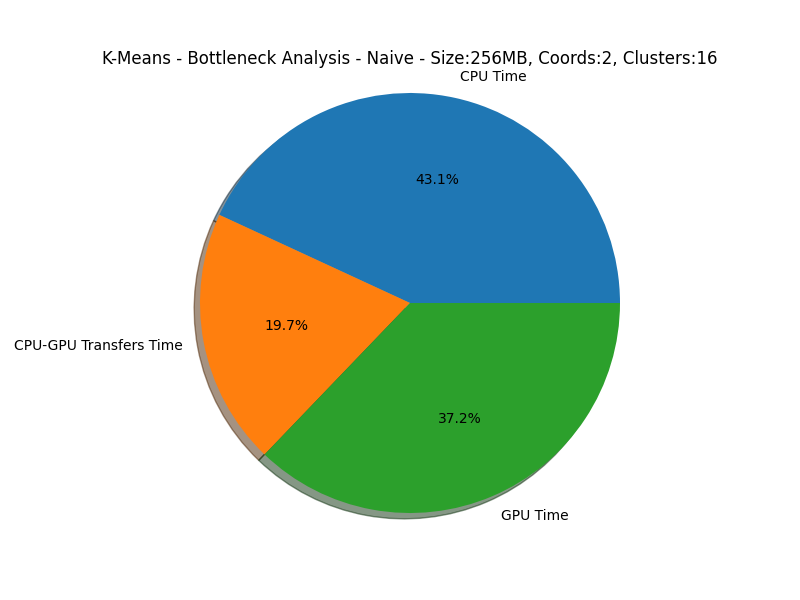 K-Means - Bottleneck Analysis - Naive - Size:256MB, Coords:2, Clusters:16
CPU Time
43.1%
19.7%
CPU-GPU Transfers Time
37.2%
GPU Time